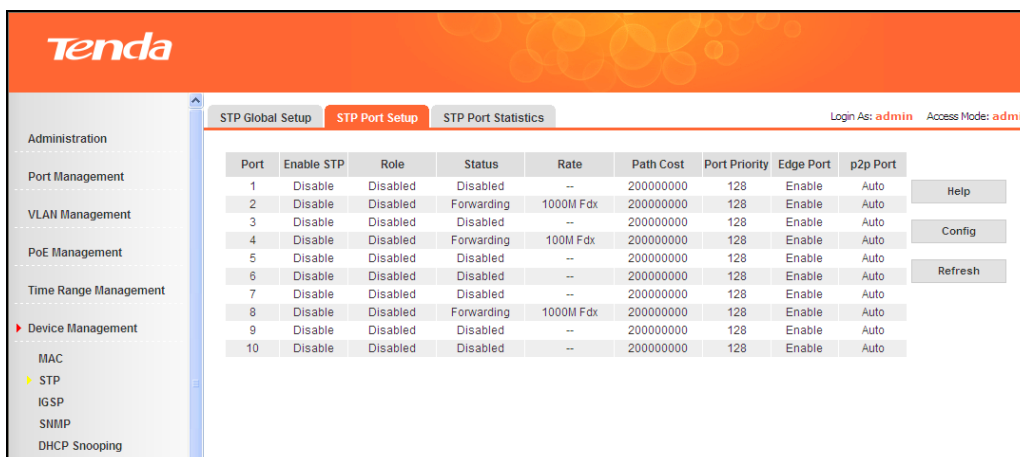 Tenda
STP Global Setup STP Port Setup STP Port Statistics Login As: admin Access Mode: adm
Administration
Port Management
VLAN Management
PoE Management
Time Range Management
Device Management
MAC
STP
IGSP
SNMP
DHCP Snooping
Port Enable STP Role Status Rate Path Cost Port Priority Edge Port p2p Port
1 Disable Disabled Disabled -- 200000000 128 Enable Auto
2 Disable Disabled Forwarding 1000M Fdx 200000000 128 Enable Auto
3 Disable Disabled Disabled -- 200000000 128 Enable Auto
4 Disable Disabled Forwarding 100M Fdx 200000000 128 Enable Auto
5 Disable Disabled Disabled -- 200000000 128 Enable Auto
6 Disable Disabled Disabled -- 200000000 128 Enable Auto
7 Disable Disabled Disabled -- 200000000 128 Enable Auto
8 Disable Disabled Forwarding 1000M Fdx 200000000 128 Enable Auto
9 Disable Disabled Disabled -- 200000000 128 Enable Auto
10 Disable Disabled Disabled -- 200000000 128 Enable Auto
Help
Config
Refresh